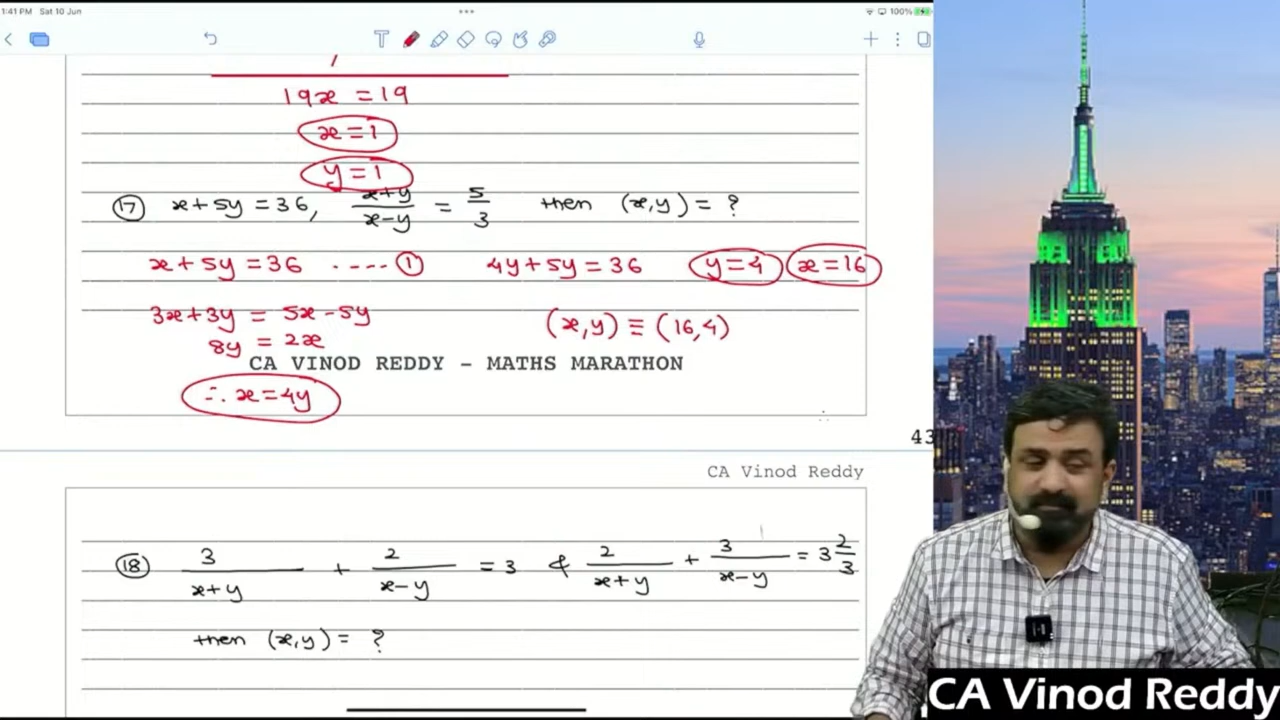 1:41 PM Sat 10 Jun
100%
19x = 19
x = 1
y = 1
(17) x + 5y = 36, (x+y)/(x-y) = 5/3 then (x,y) = ?
x + 5y = 36 ····· (1) 4y + 5y = 36 y = 4 x = 16
3x + 3y = 5x - 5y (x,y) ≡ (16,4)
8y = 2x
CA VINOD REDDY - MATHS MARATHON
∴ x = 4y
43
CA Vinod Reddy
(18) 3/(x+y) + 2/(x-y) = 3 & 2/(x+y) + 3/(x-y) = 3 2/3
then (x,y) = ?
CA Vinod Reddy